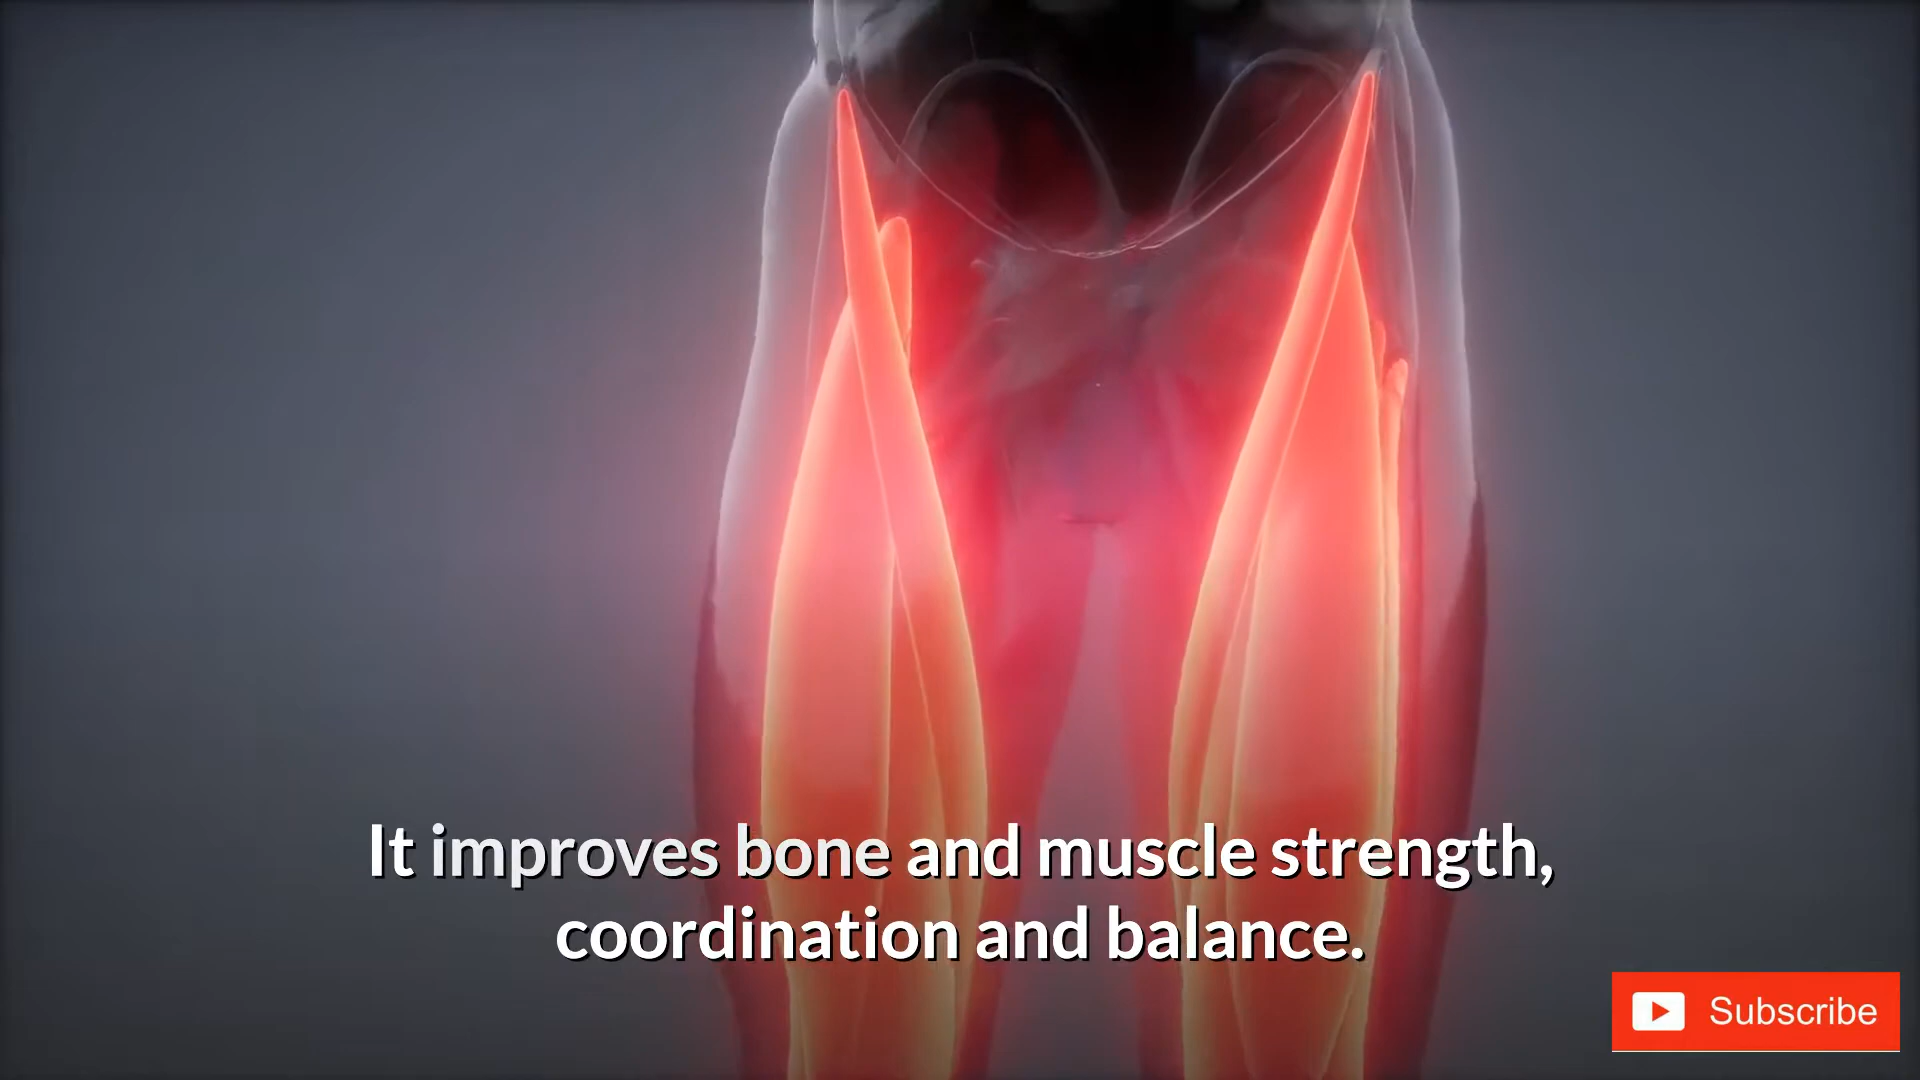 It improves bone and muscle strength,
coordination and balance.
Subscribe